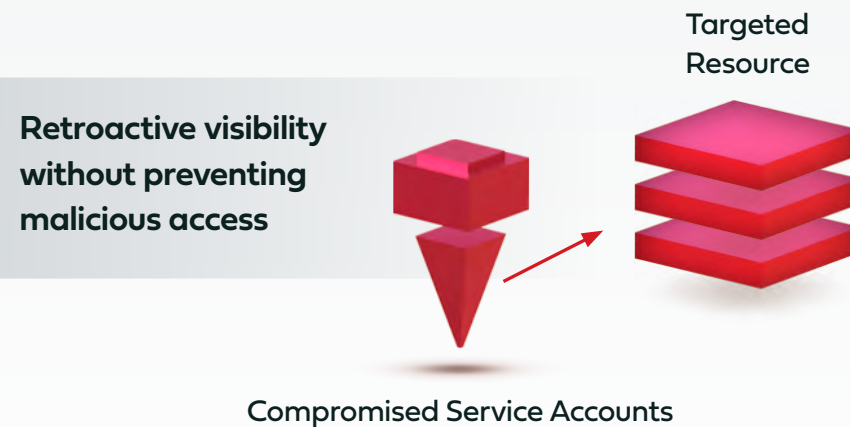 Targeted
Resource
Retroactive visibility
without preventing
malicious access
Compromised Service Accounts